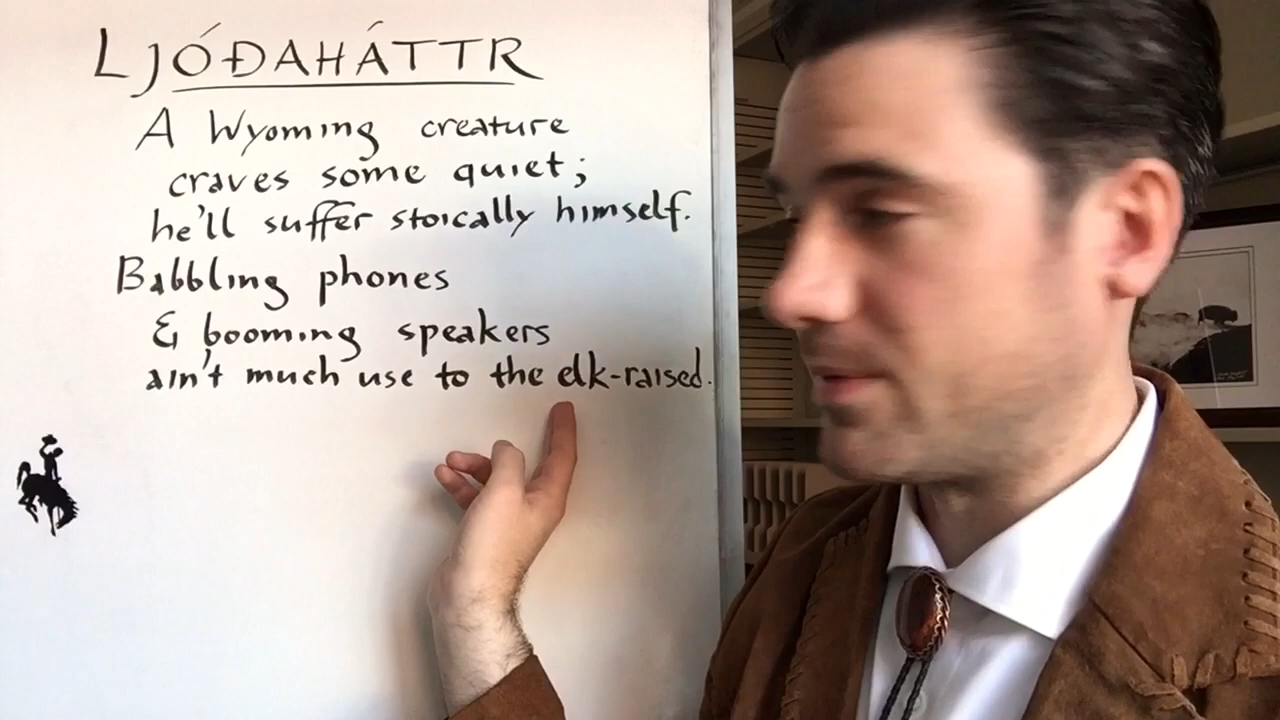 LJÓÐAHÁTTR
A Wyoming creature
craves some quiet;
he'll suffer stoically himself.
Babbling phones
& booming speakers
ain't much use to the elk-raised.